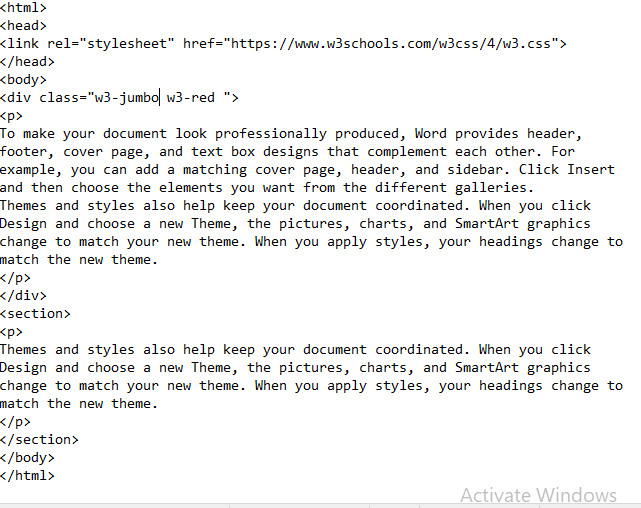 <html>
<head>
<link rel="stylesheet" href="https://www.w3schools.com/w3css/4/w3.css">
</head>
<body>
<div class="w3-jumbo w3-red ">
<p>
To make your document look professionally produced, Word provides header,
footer, cover page, and text box designs that complement each other. For
example, you can add a matching cover page, header, and sidebar. Click Insert
and then choose the elements you want from the different galleries.
Themes and styles also help keep your document coordinated. When you click
Design and choose a new Theme, the pictures, charts, and SmartArt graphics
change to match your new theme. When you apply styles, your headings change to
match the new theme.
</p>
</div>
<section>
<p>
Themes and styles also help keep your document coordinated. When you click
Design and choose a new Theme, the pictures, charts, and SmartArt graphics
change to match your new theme. When you apply styles, your headings change to
match the new theme.
</p>
</section>
</body>
</html>
Activate Windows